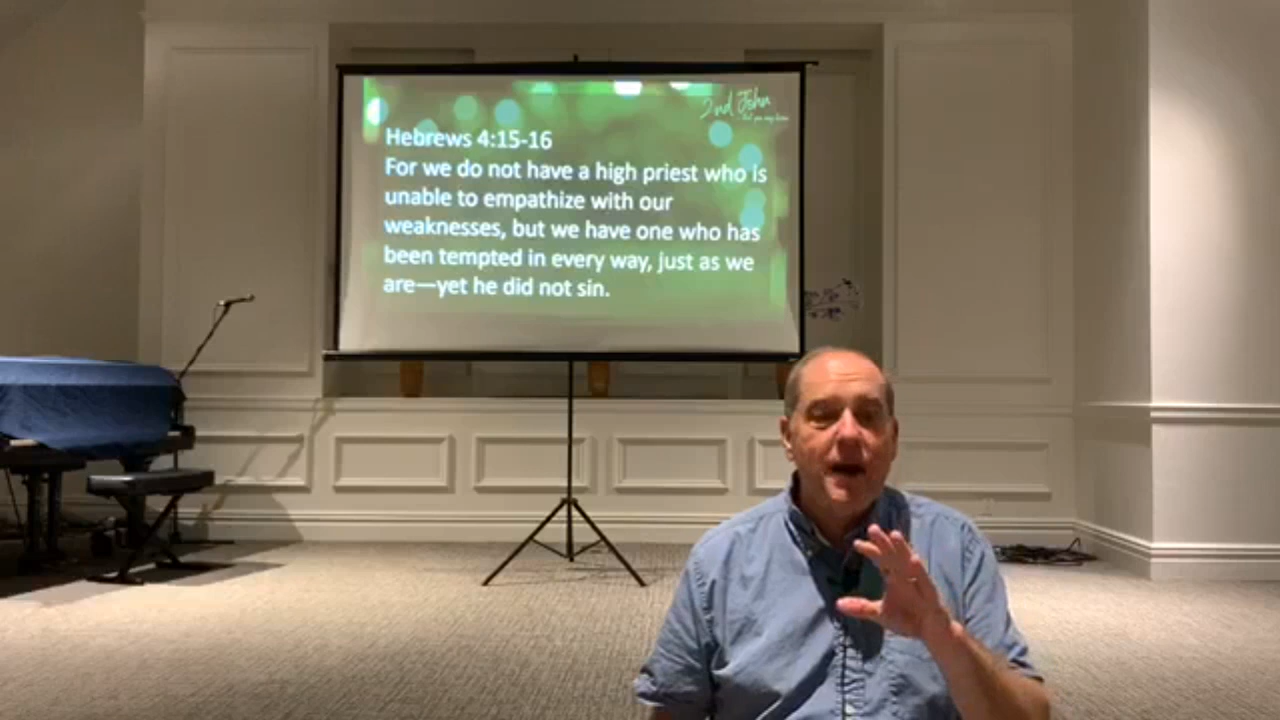 2nd John
Hebrews 4:15-16
For we do not have a high priest who is
unable to empathize with our
weaknesses, but we have one who has
been tempted in every way, just as we
are—yet he did not sin.